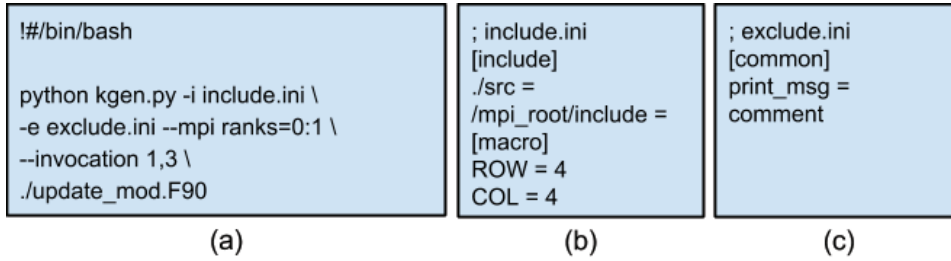 !#/bin/bash
python kgen.py -i include.ini \
-e exclude.ini --mpi ranks=0:1 \
--invocation 1,3 \
./update_mod.F90
(a)
; include.ini
[include]
./src =
/mpi_root/include =
[macro]
ROW = 4
COL = 4
(b)
; exclude.ini
[common]
print_msg =
comment
(c)